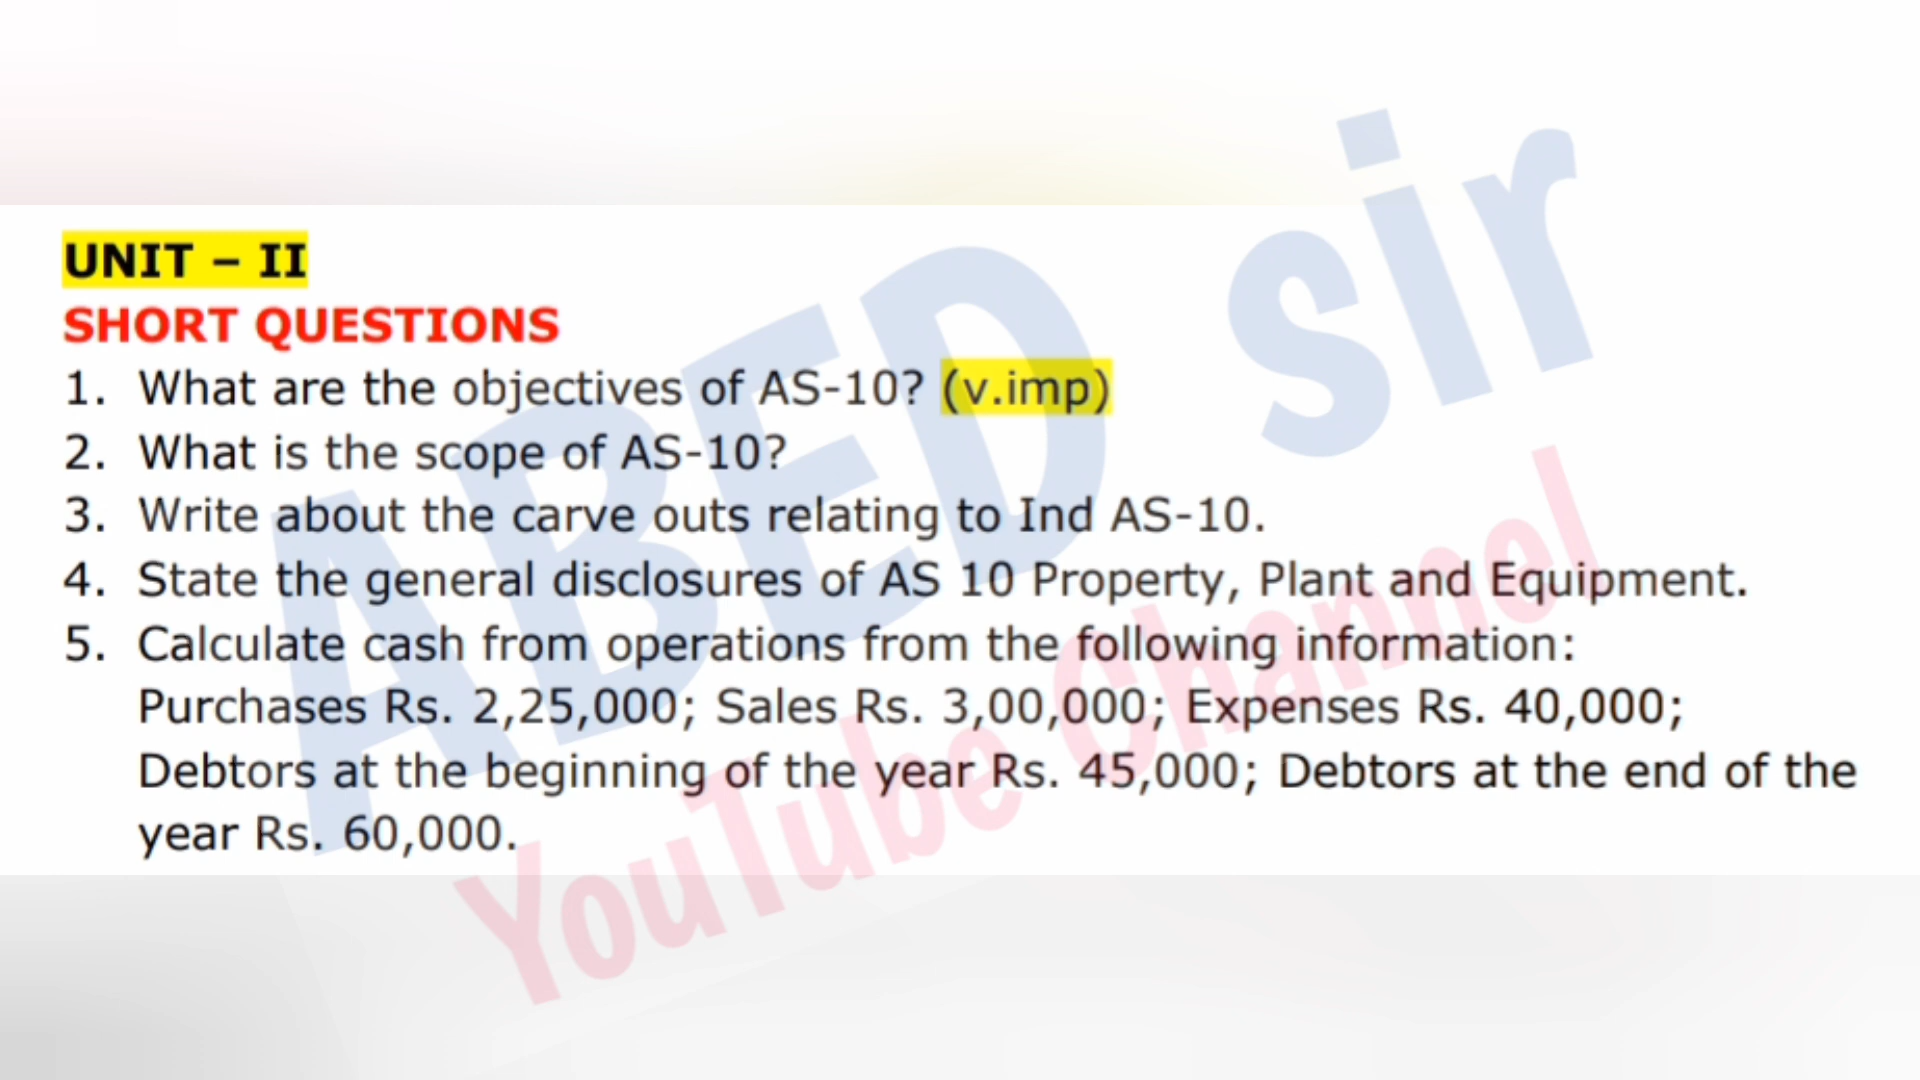 UNIT – II
SHORT QUESTIONS
1. What are the objectives of AS-10? (v.imp)
2. What is the scope of AS-10?
3. Write about the carve outs relating to Ind AS-10.
4. State the general disclosures of AS 10 Property, Plant and Equipment.
5. Calculate cash from operations from the following information:
Purchases Rs. 2,25,000; Sales Rs. 3,00,000; Expenses Rs. 40,000;
Debtors at the beginning of the year Rs. 45,000; Debtors at the end of the
year Rs. 60,000.
ABED sir
YouTube Channel